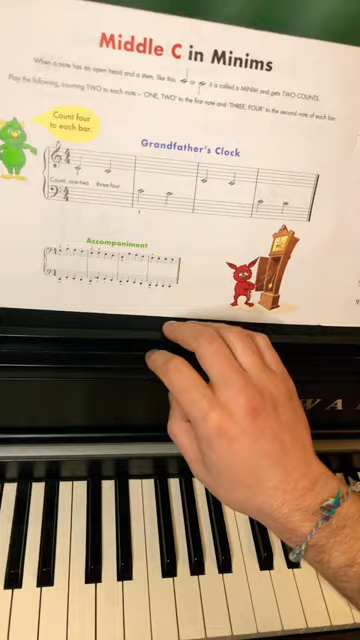 Middle C in Minims
When a note has an open head and a stem, like this or it is called a MINIM and gets TWO COUNTS.
Play the following, counting TWO to each note – 'ONE, TWO' to the first note and 'THREE, FOUR' to the second note of each bar.
Count four
to each bar.
Grandfather's Clock
Count: one-two three-four
Accompaniment
WA